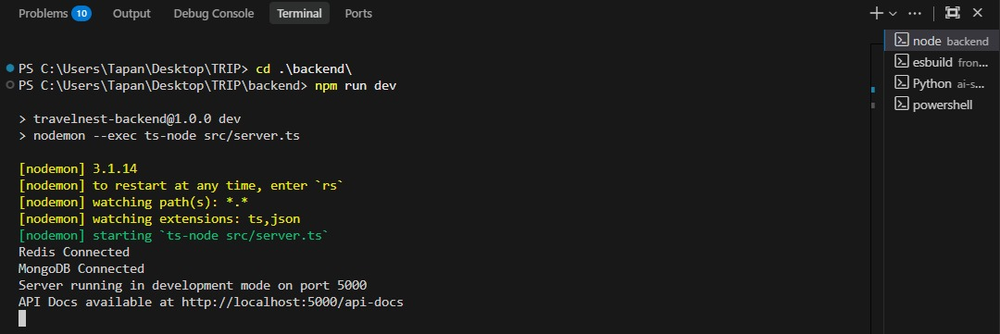 Problems 10 Output Debug Console Terminal Ports
PS C:\Users\Tapan\Desktop\TRIP> cd .\backend\
PS C:\Users\Tapan\Desktop\TRIP\backend> npm run dev
> travelnest-backend@1.0.0 dev
> nodemon --exec ts-node src/server.ts
[nodemon] 3.1.14
[nodemon] to restart at any time, enter `rs`
[nodemon] watching path(s): *.*
[nodemon] watching extensions: ts,json
[nodemon] starting `ts-node src/server.ts`
Redis Connected
MongoDB Connected
Server running in development mode on port 5000
API Docs available at http://localhost:5000/api-docs
node backend
esbuild fron...
Python ai-s...
powershell